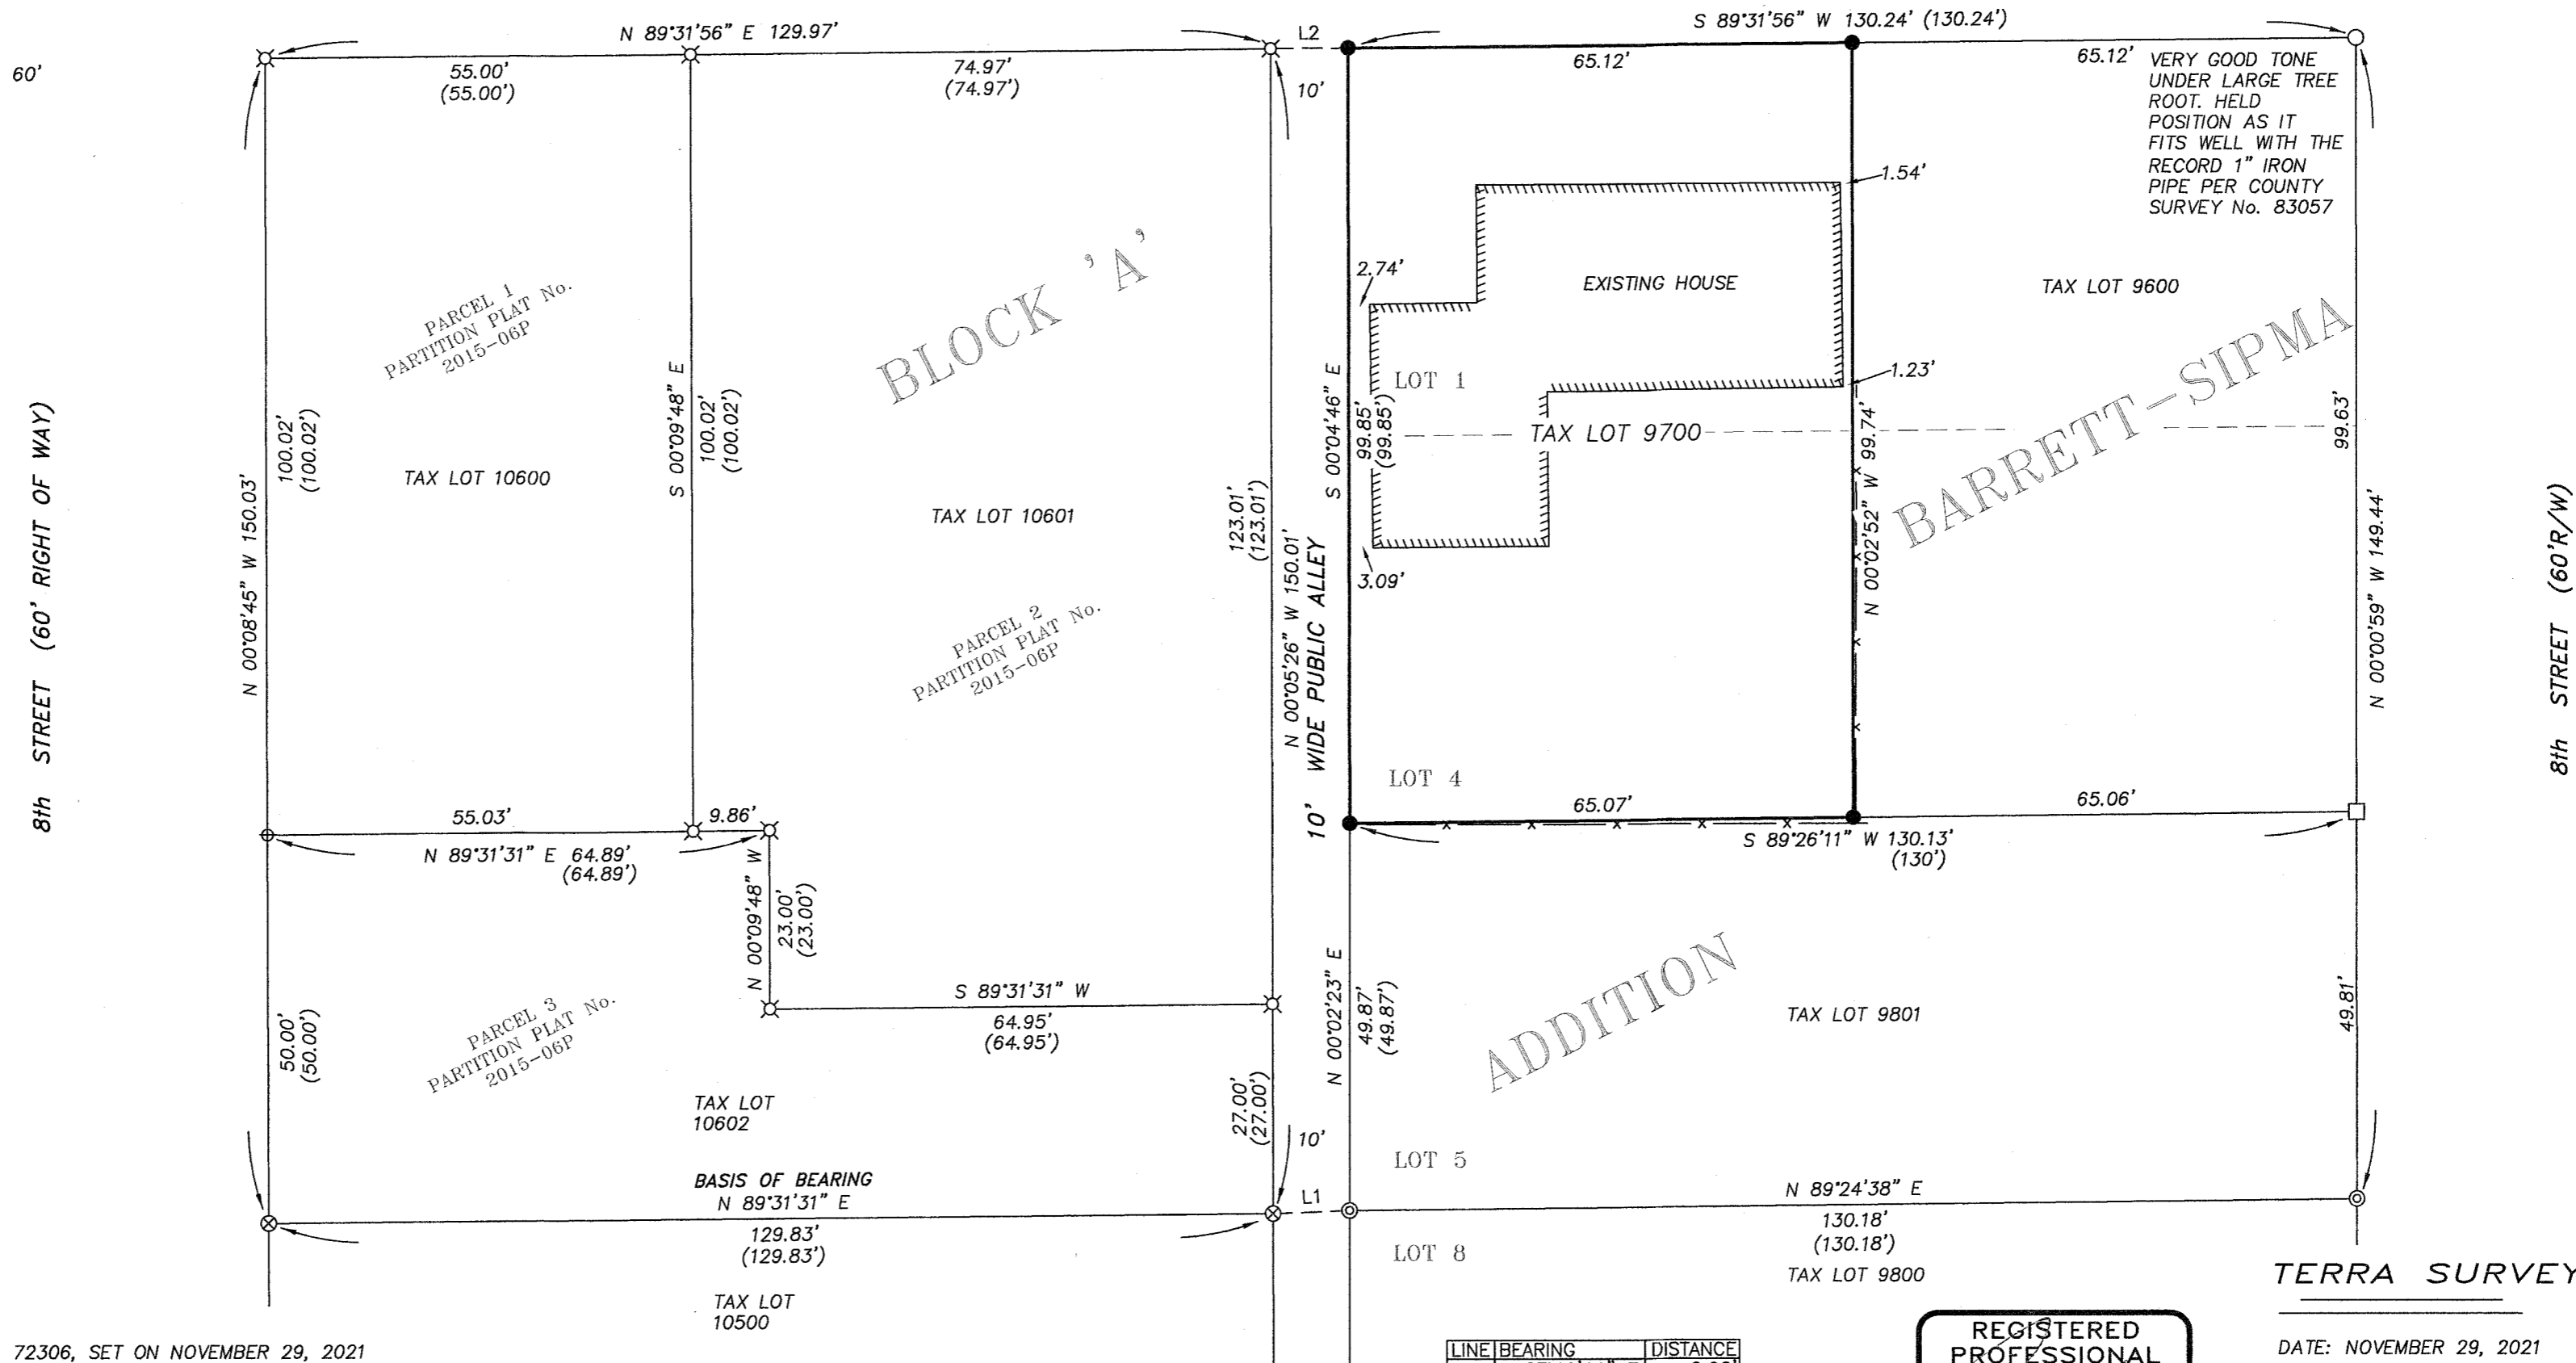 N 89°31'56" E 129.97'
L2
S 89°31'56" W 130.24' (130.24')
60'
55.00'
(55.00')
74.97'
(74.97')
10'
65.12'
65.12'
VERY GOOD TONE
UNDER LARGE TREE
ROOT. HELD
POSITION AS IT
FITS WELL WITH THE
RECORD 1" IRON
PIPE PER COUNTY
SURVEY No. 83057
1.54'
2.74'
EXISTING HOUSE
TAX LOT 9600
PARCEL 1
PARTITION PLAT No.
2015-06P
BLOCK 'A'
LOT 1
1.23'
BARRETT-SIPMA
8th STREET (60' RIGHT OF WAY)
N 00°08'45" W 150.03'
100.02'
(100.02')
TAX LOT 10600
S 00°09'48" E
100.02'
(100.02')
TAX LOT 10601
123.01'
(123.01')
N 00°05'26" W 150.01'
10' WIDE PUBLIC ALLEY
S 00°04'46" E
99.85'
(99.85')
TAX LOT 9700
N 00°02'52" W 99.74'
99.63'
N 00°00'59" W 149.44'
8th STREET (60'R/W)
3.09'
PARCEL 2
PARTITION PLAT No.
2015-06P
LOT 4
55.03'
9.86'
65.07'
65.06'
N 89°31'31" E 64.89'
(64.89')
S 89°26'11" W 130.13'
(130')
N 00°09'48" W
23.00'
(23.00')
S 89°31'31" W
64.95'
(64.95')
PARCEL 3
PARTITION PLAT No.
2015-06P
50.00'
(50.00')
TAX LOT
10602
27.00'
(27.00')
N 00°02'23" E
49.87'
(49.87')
ADDITION
TAX LOT 9801
49.81'
10'
LOT 5
BASIS OF BEARING
N 89°31'31" E
L1
N 89°24'38" E
129.83'
(129.83')
130.18'
(130.18')
LOT 8
TAX LOT 9800
TAX LOT
10500
TERRA SURVEY
REGISTERED
PROFESSIONAL
LINE BEARING DISTANCE
72306, SET ON NOVEMBER 29, 2021
DATE: NOVEMBER 29, 2021